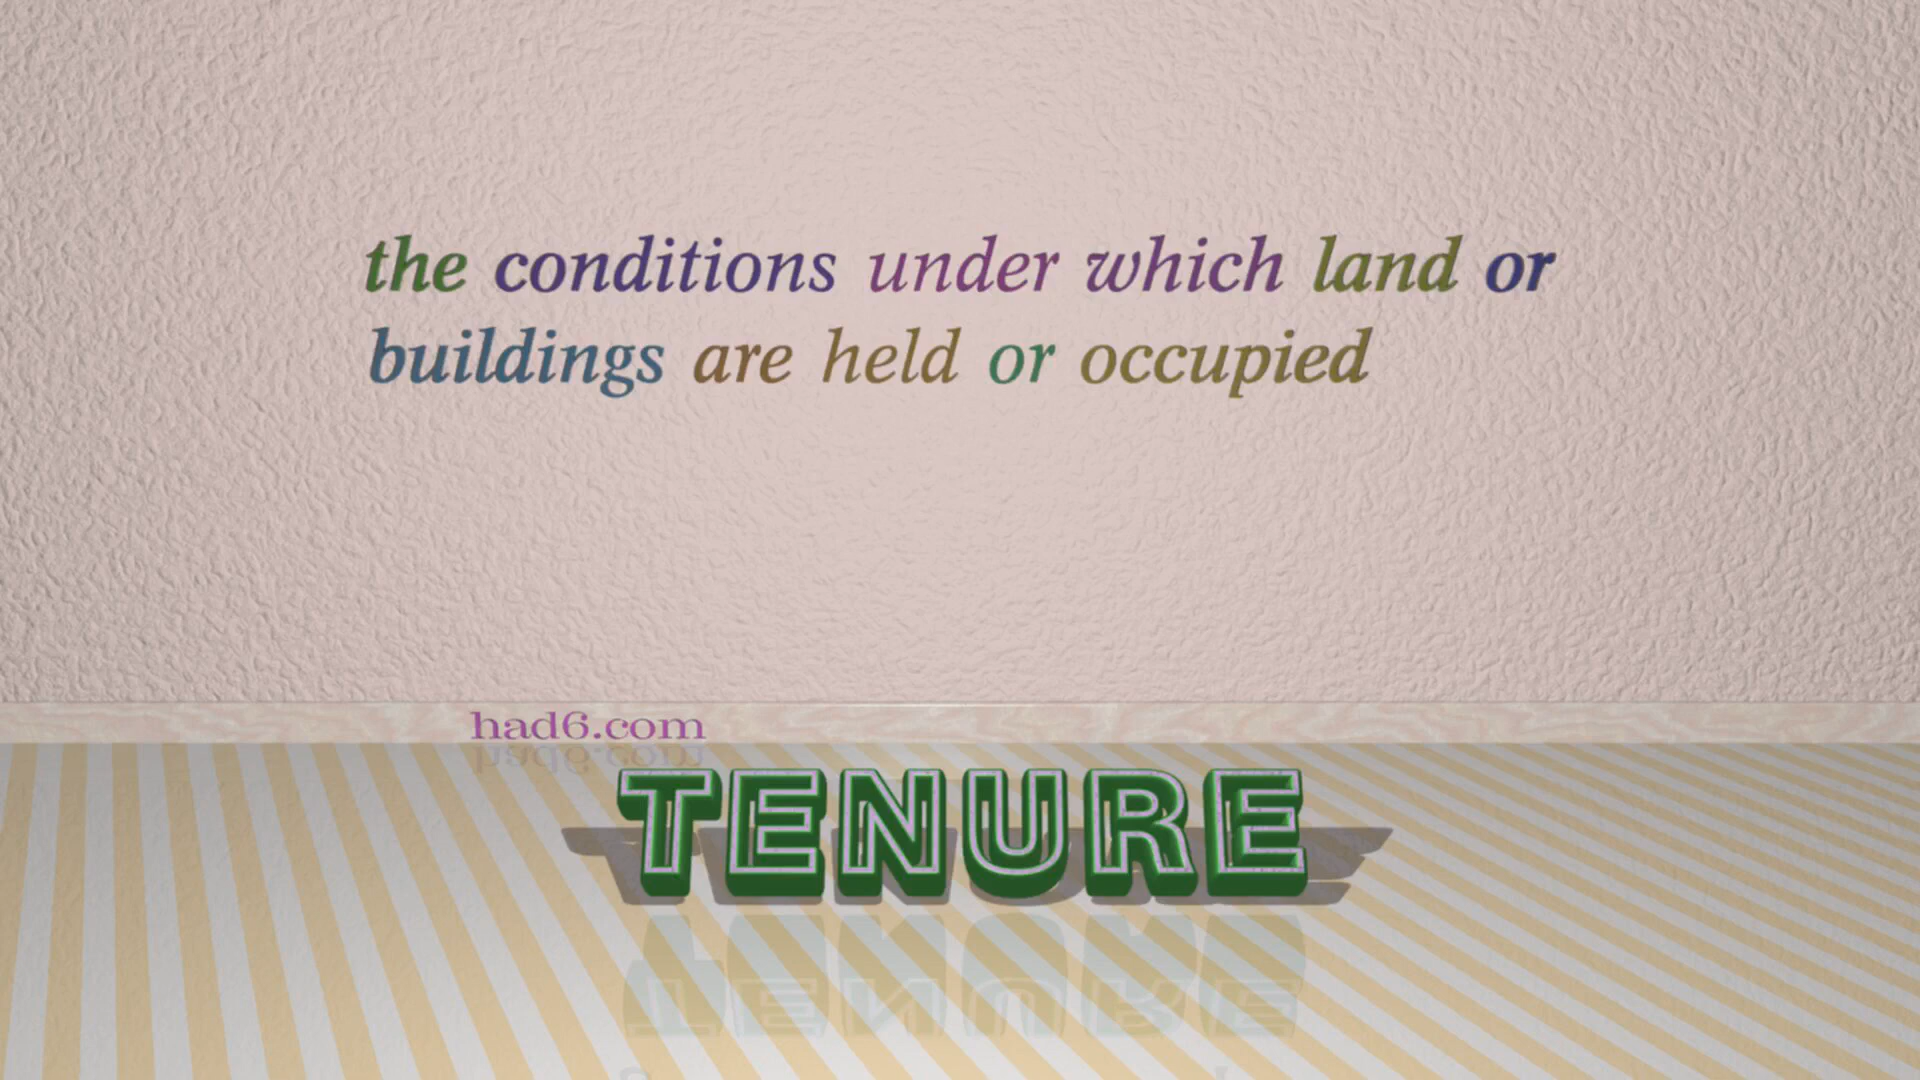 the conditions under which land or
buildings are held or occupied
had6.com
TENURE